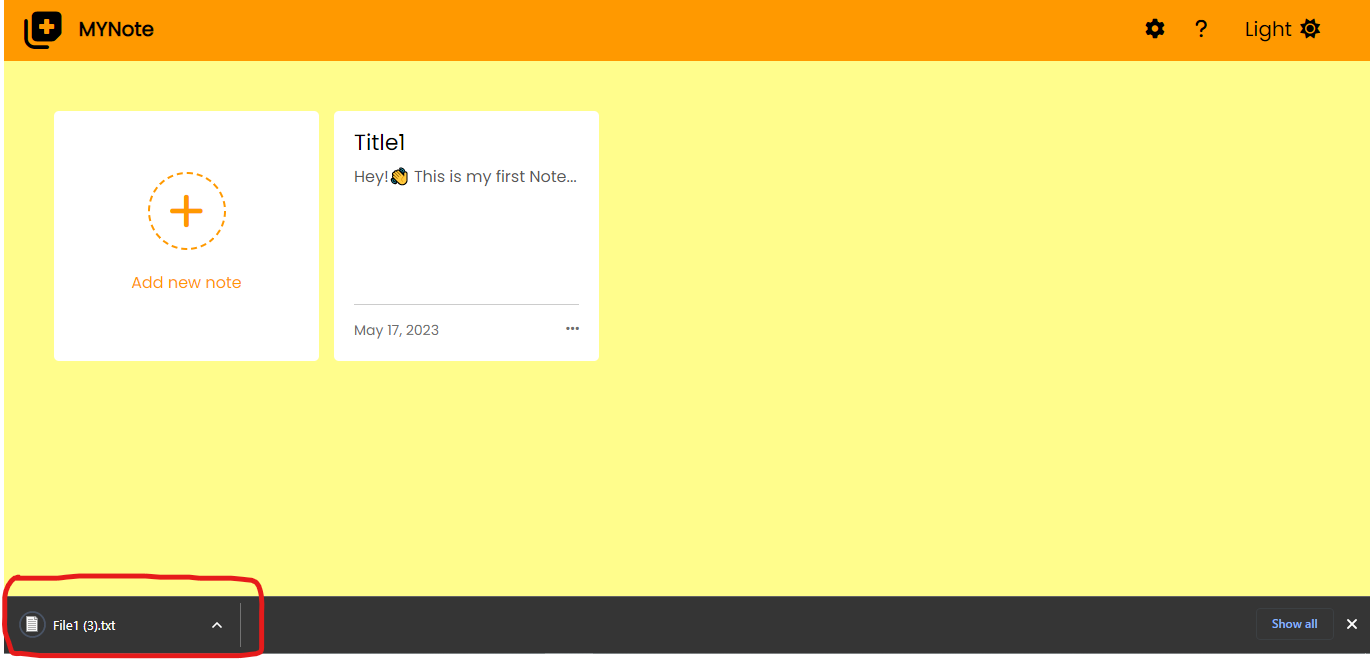 MYNote
? Light
Add new note
Title1
Hey!👋 This is my first Note...
May 17, 2023
File1 (3).txt
Show all